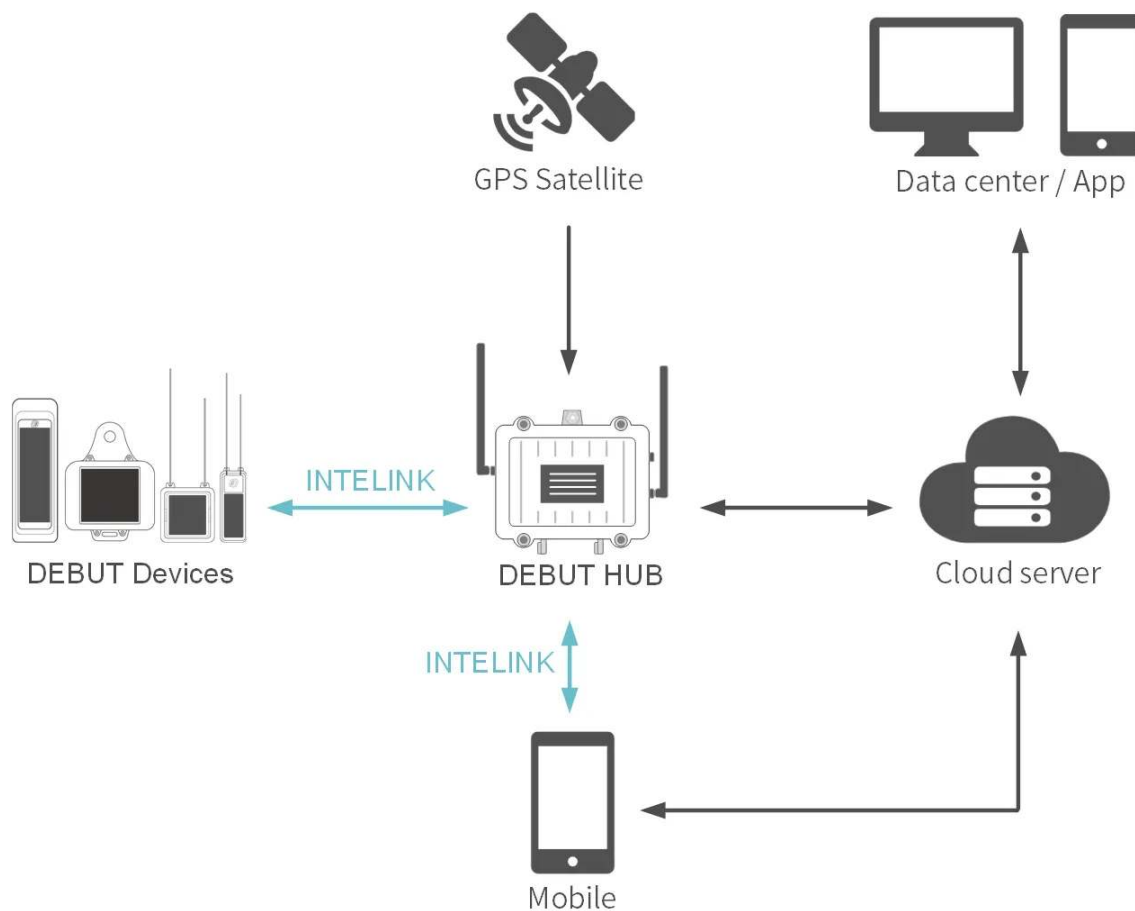 GPS Satellite
Data center / App
INTELINK
DEBUT Devices
DEBUT HUB
Cloud server
INTELINK
Mobile